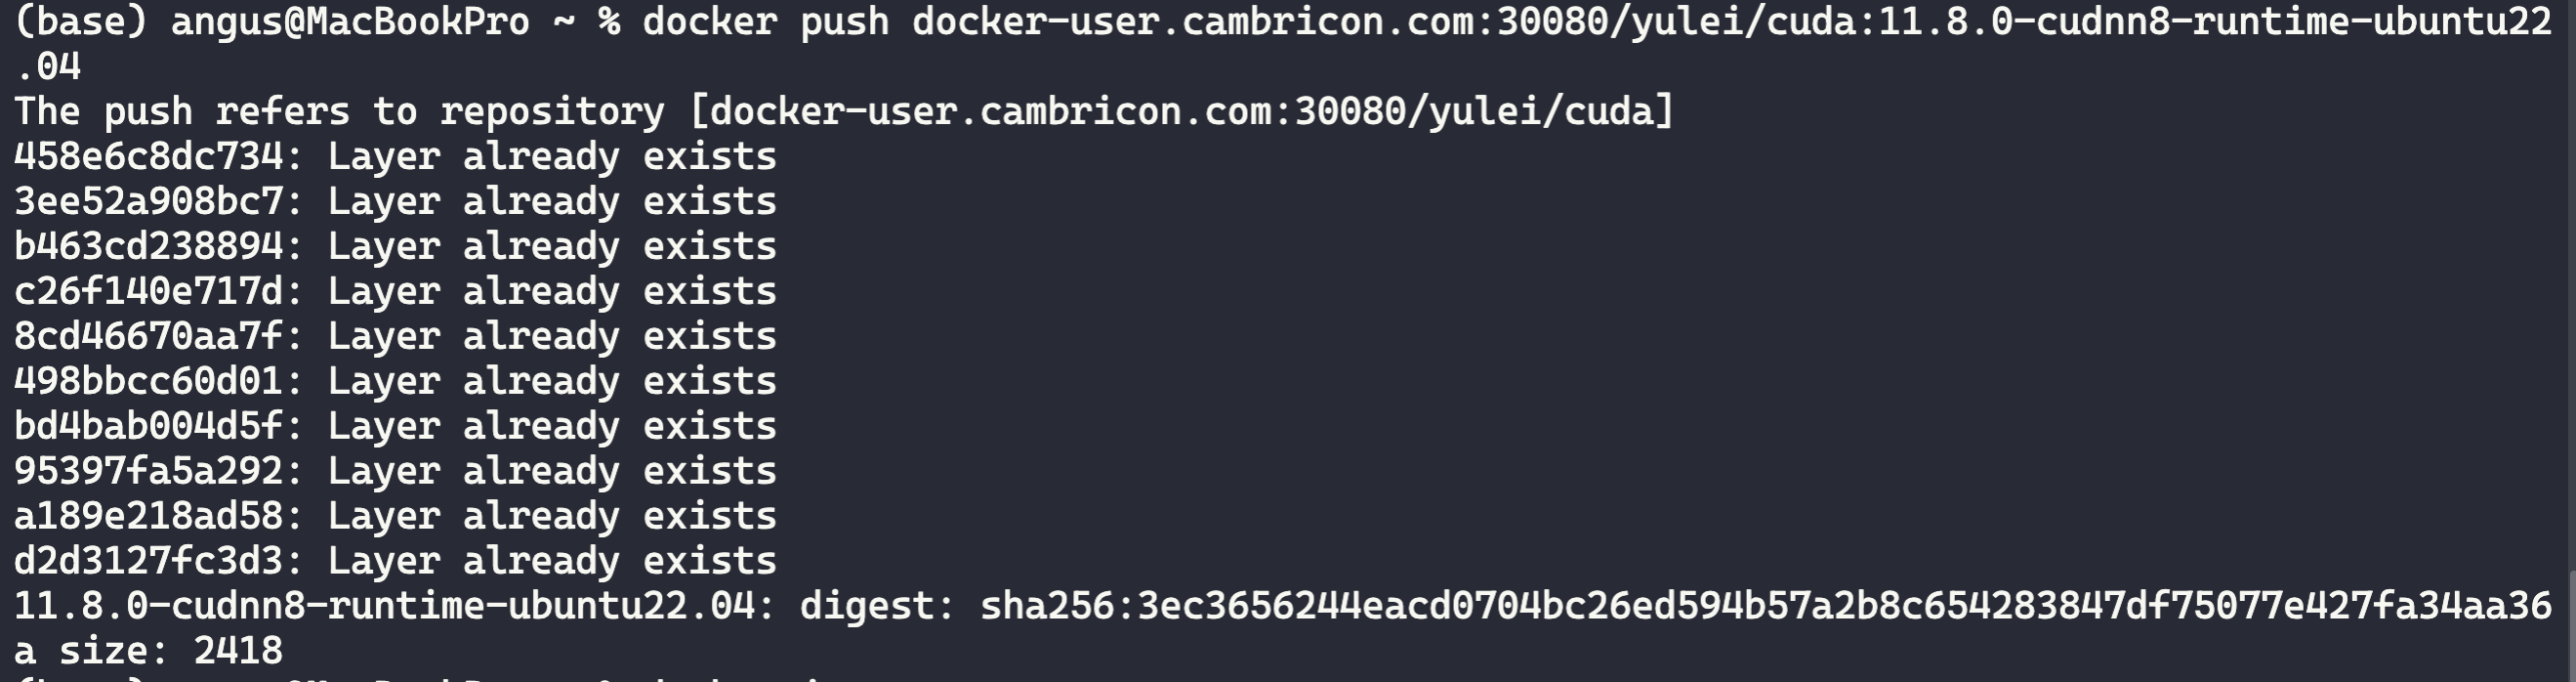 (base) angus@MacBookPro ~ % docker push docker-user.cambricon.com:30080/yulei/cuda:11.8.0-cudnn8-runtime-ubuntu22
.04
The push refers to repository [docker-user.cambricon.com:30080/yulei/cuda]
458e6c8dc734: Layer already exists
3ee52a908bc7: Layer already exists
b463cd238894: Layer already exists
c26f140e717d: Layer already exists
8cd46670aa7f: Layer already exists
498bbcc60d01: Layer already exists
bd4bab004d5f: Layer already exists
95397fa5a292: Layer already exists
a189e218ad58: Layer already exists
d2d3127fc3d3: Layer already exists
11.8.0-cudnn8-runtime-ubuntu22.04: digest: sha256:3ec3656244eacd0704bc26ed594b57a2b8c654283847df75077e427fa34aa36
a size: 2418